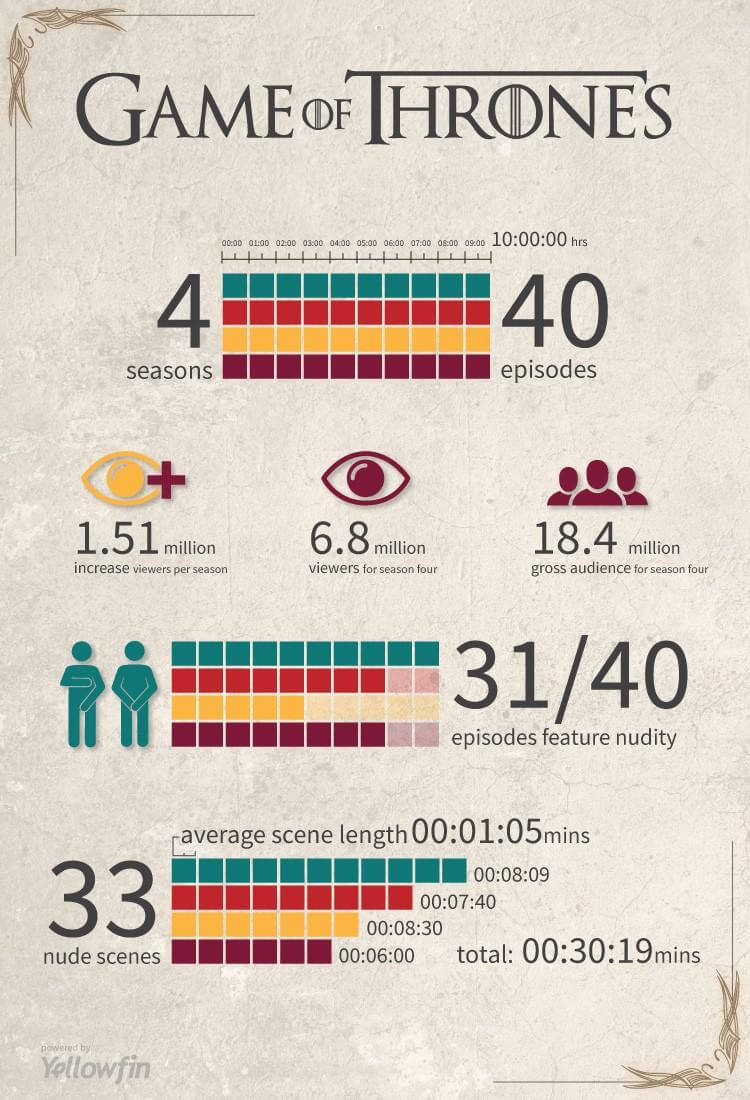 GAME OF THRONES
00:00 01:00 02:00 03:00 04:00 05:00 06:00 07:00 08:00 09:00 10:00:00 hrs
4 40
seasons episodes
1.51 million 6.8 million 18.4 million
increase viewers per season viewers for season four gross audience for season four
31/40
episodes feature nudity
average scene length 00:01:05 mins
33
nude scenes
00:08:09
00:07:40
00:08:30
00:06:00
total: 00:30:19 mins
powered by
Yellowfin